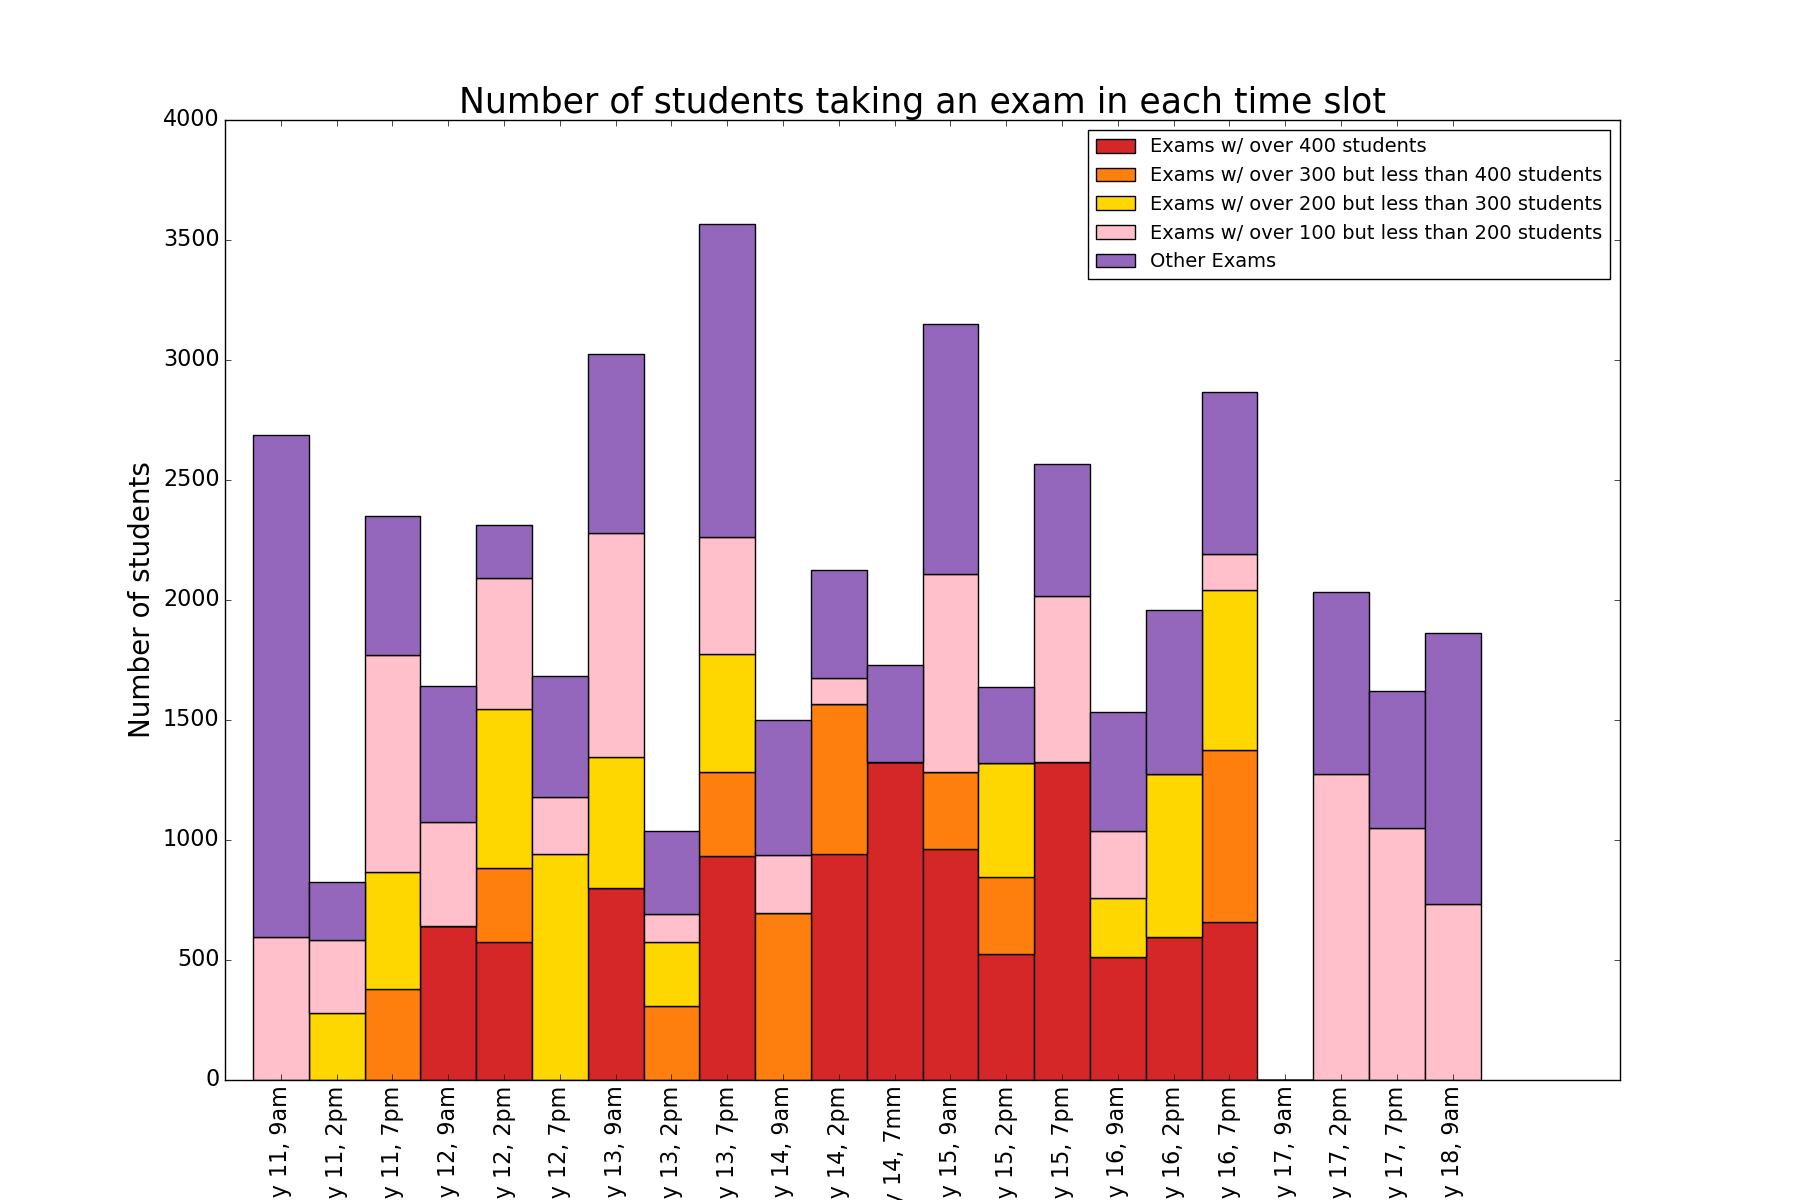 Number of students taking an exam in each time slot
Exams w/ over 400 students
Exams w/ over 300 but less than 400 students
Exams w/ over 200 but less than 300 students
Exams w/ over 100 but less than 200 students
Other Exams
Number of students
4000
3500
3000
2500
2000
1500
1000
500
0
y 11, 9am
y 11, 2pm
y 11, 7pm
y 12, 9am
y 12, 2pm
y 12, 7pm
y 13, 9am
y 13, 2pm
y 13, 7pm
y 14, 9am
y 14, 2pm
y 14, 7mm
y 15, 9am
y 15, 2pm
y 15, 7pm
y 16, 9am
y 16, 2pm
y 16, 7pm
y 17, 9am
y 17, 2pm
y 17, 7pm
y 18, 9am